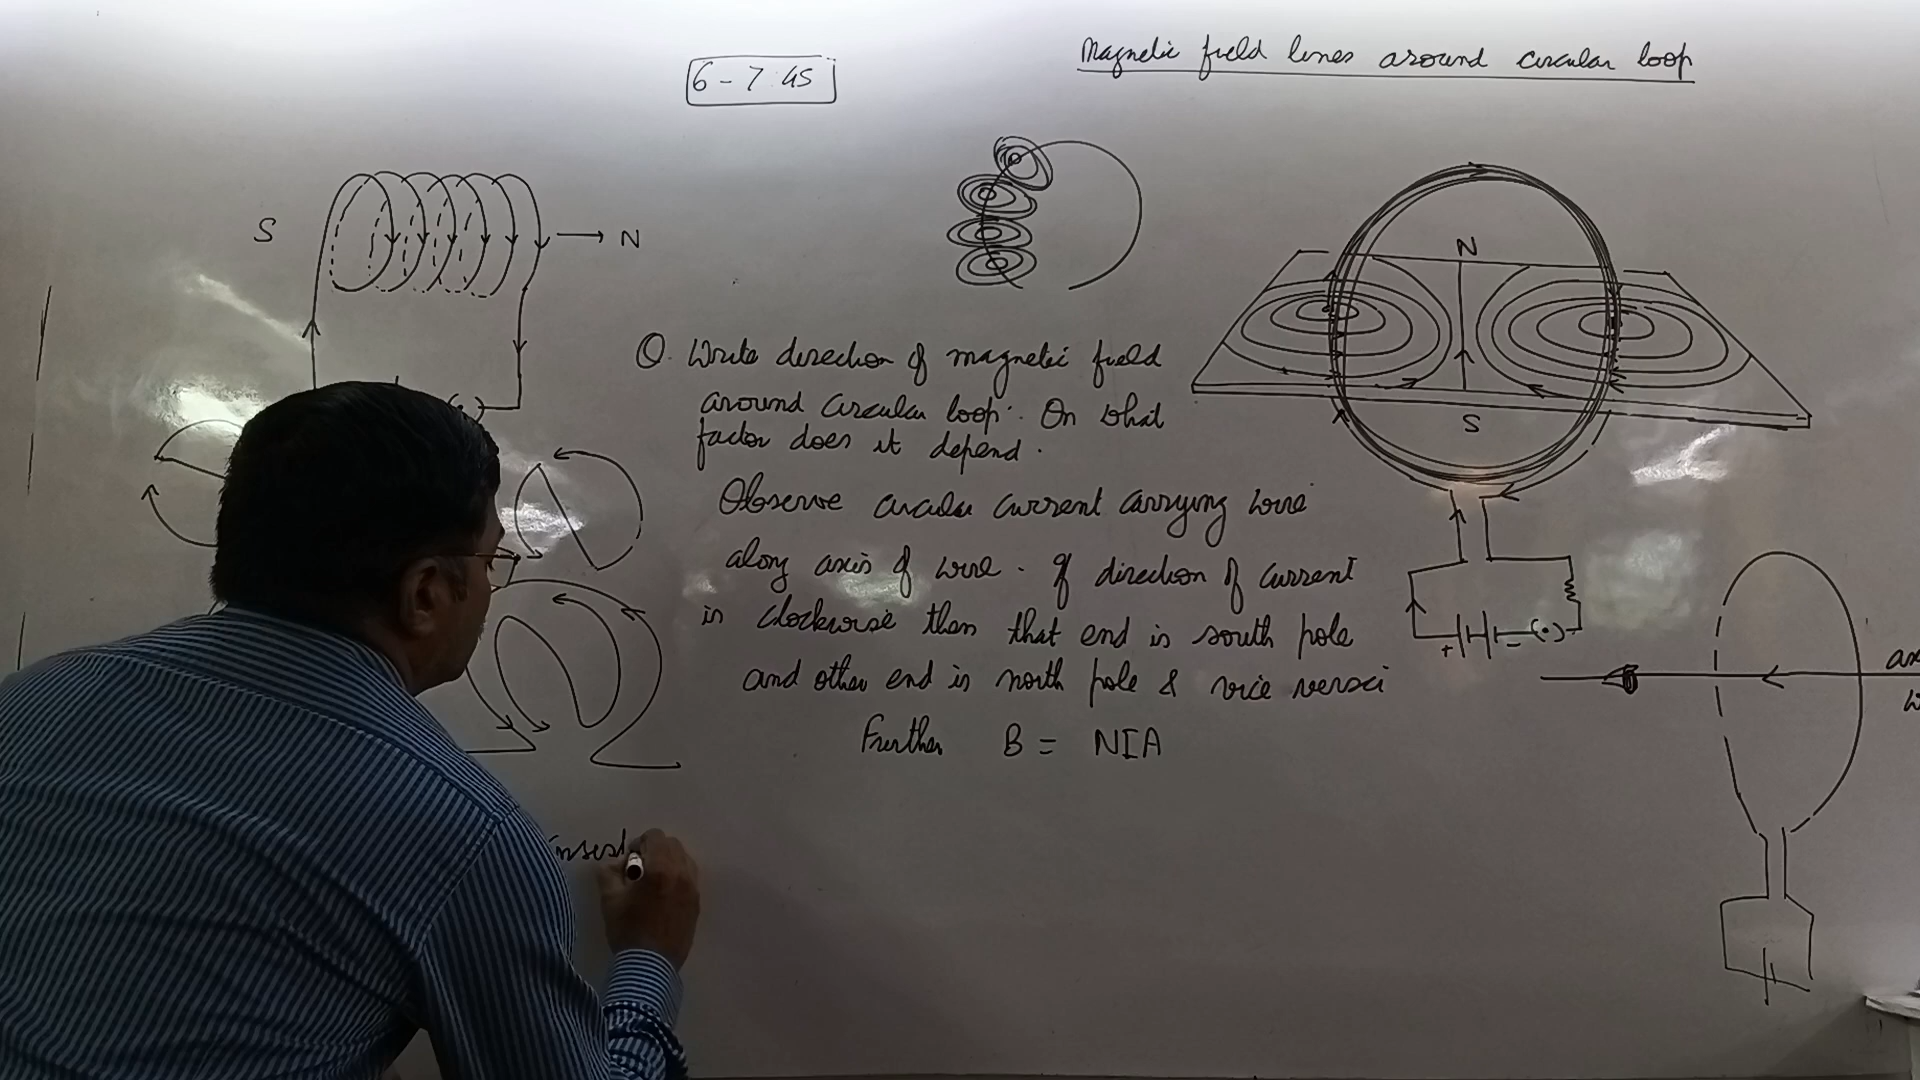 Magnetic field lines around circular loop
6 - 7:45
S
N
N
S
Q. Write direction of magnetic field
around circular loop. On what
factor does it depend.
Observe circular current carrying wire
along axis of wire. If direction of current
is clockwise then that end is south pole
and other end is north pole & vice versa
Further B = NIA
+ -